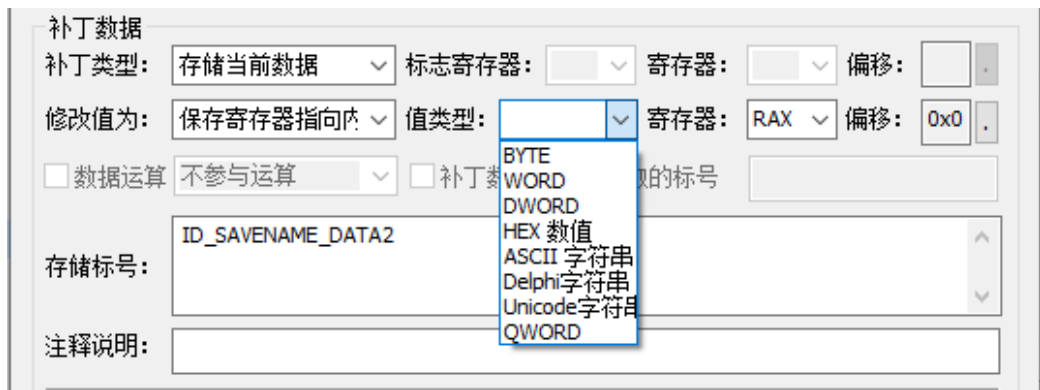 补丁数据
补丁类型： 存储当前数据 标志寄存器： 寄存器： 偏移： .
修改值为： 保存寄存器指向内 值类型： 寄存器： RAX 偏移： 0x0 .
BYTE
数据运算 不参与运算 补丁数 的标号
WORD
DWORD
HEX 数值
ID_SAVENAME_DATA2
ASCII 字符串
存储标号：
Delphi字符串
Unicode字符串
QWORD
注释说明：